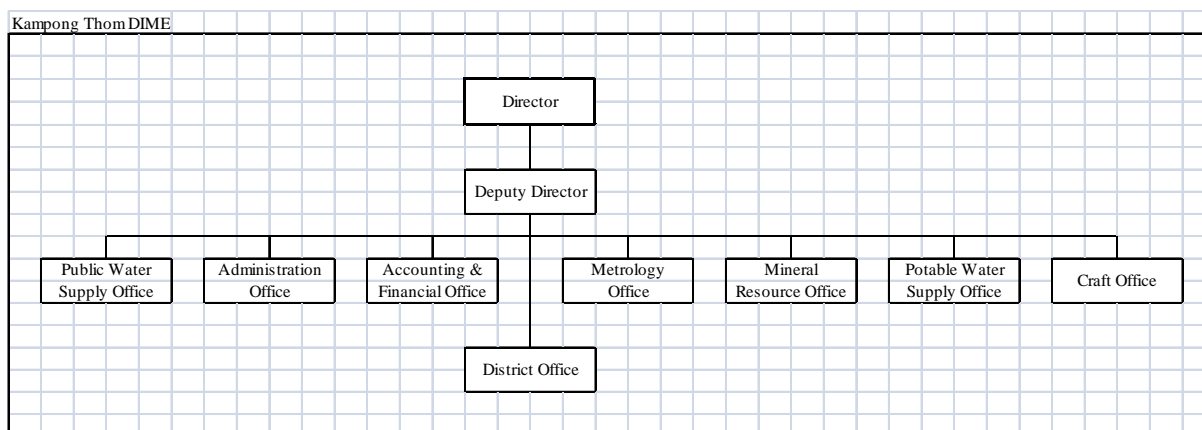 Kampong Thom DIME
Director
Deputy Director
Public Water
Supply Office
Administration
Office
Accounting &
Financial Office
Metrology
Office
Mineral
Resource Office
Potable Water
Supply Office
Craft Office
District Office